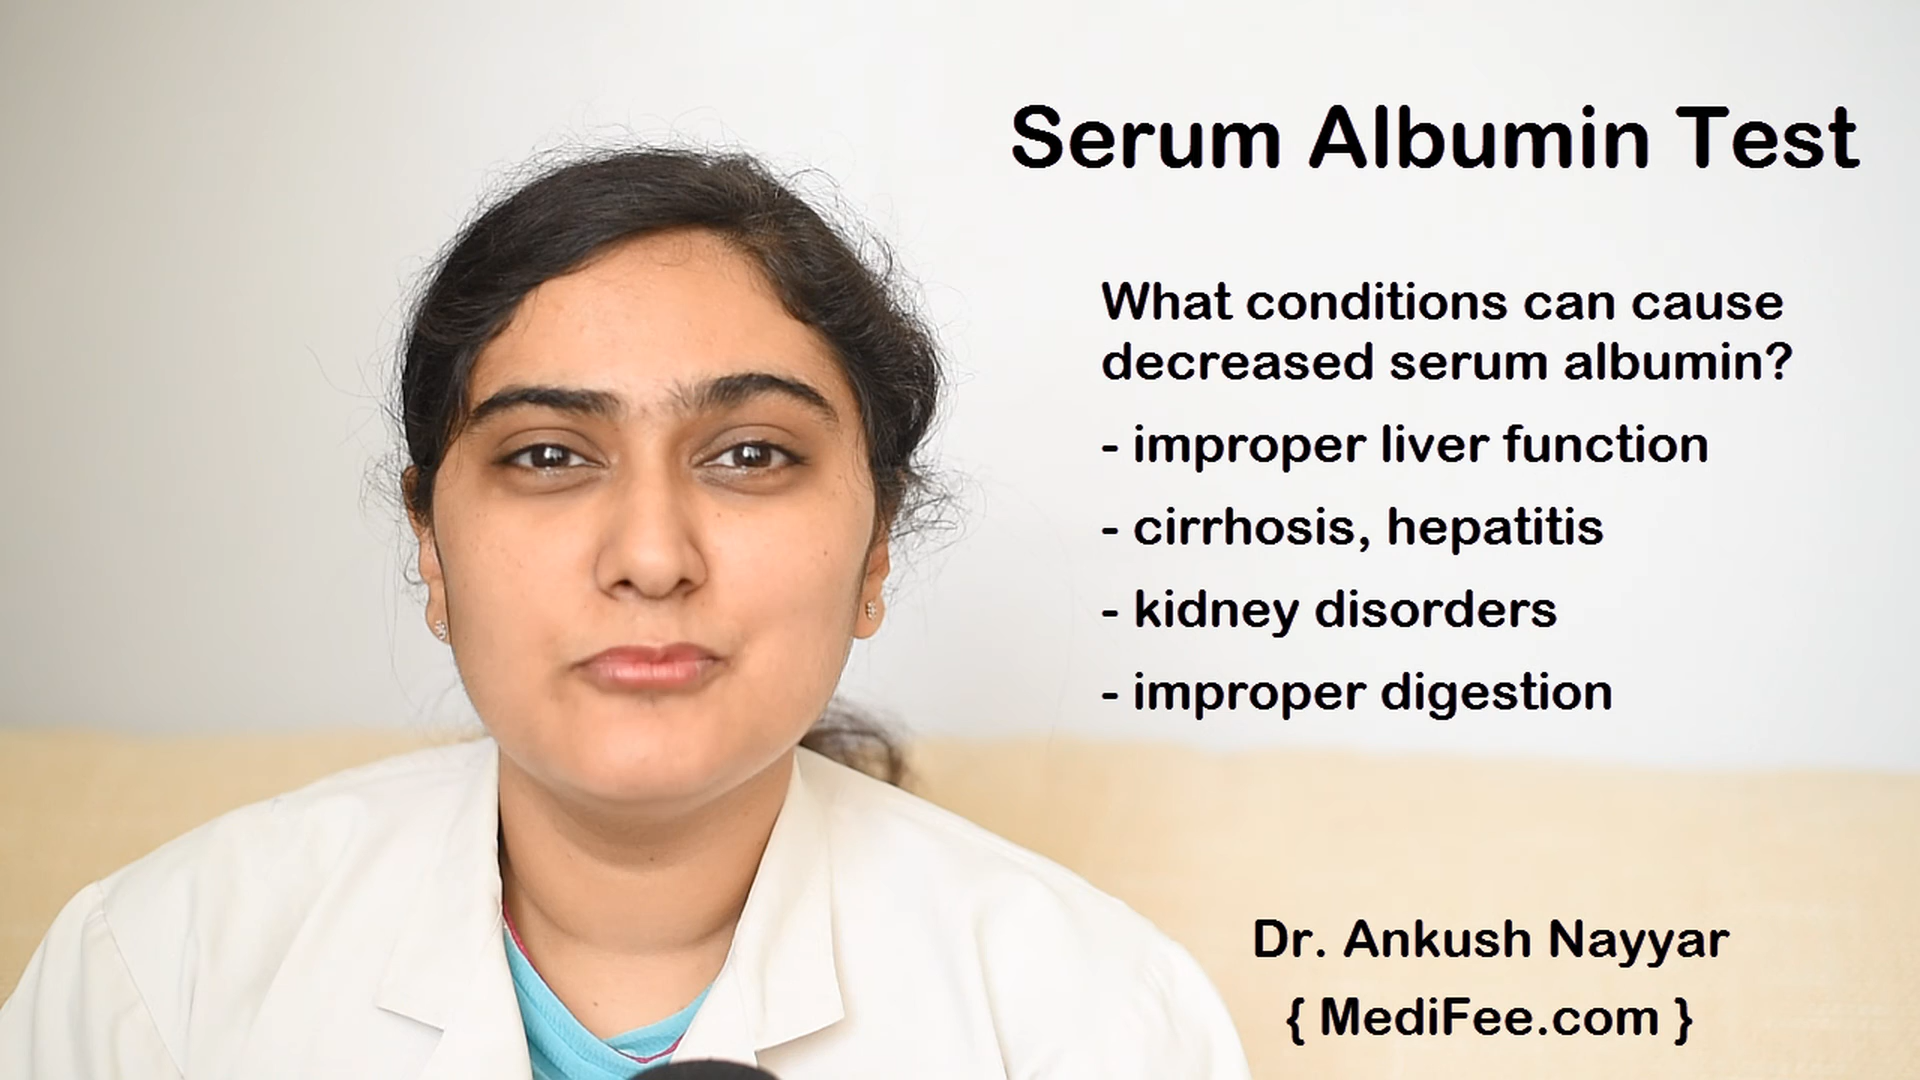 Serum Albumin Test
What conditions can cause
decreased serum albumin?
- improper liver function
- cirrhosis, hepatitis
- kidney disorders
- improper digestion
Dr. Ankush Nayyar
{ MediFee.com }